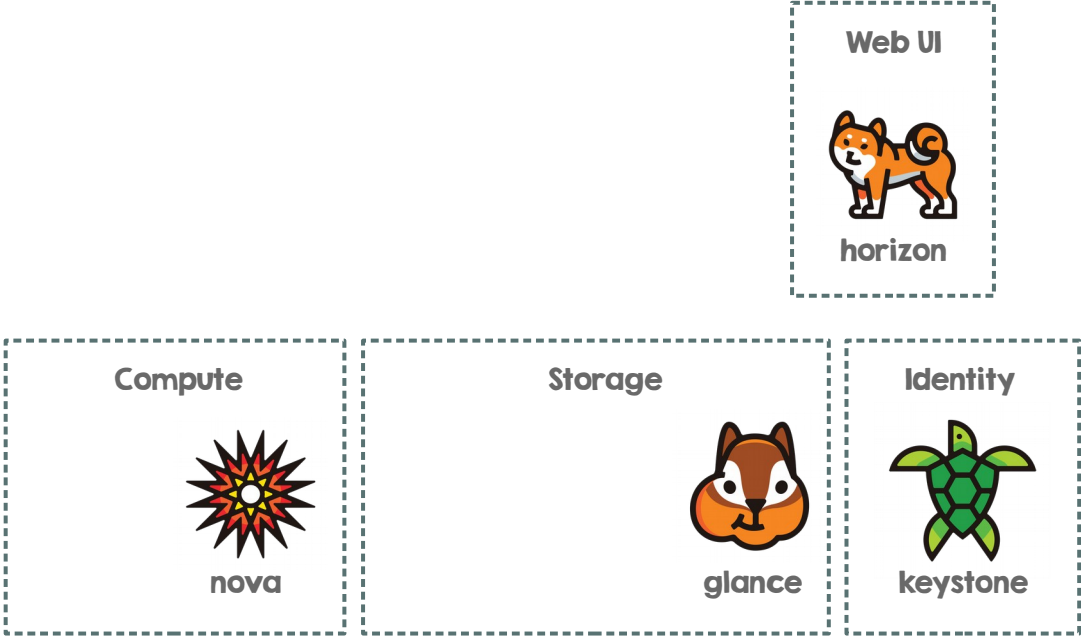 Web UI
horizon
Compute
nova
Storage
glance
Identity
keystone